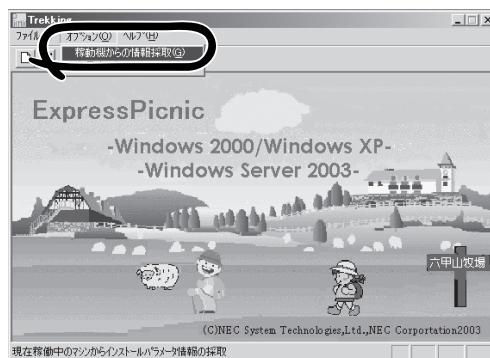 Trekking
ファイル オプション(O) ヘルプ(H)
稼動機からの情報採取(G)
ExpressPicnic
-Windows 2000/Windows XP-
-Windows Server 2003-
六甲山牧場
(C)NEC System Technologies,Ltd.,NEC Gorportation2003
現在稼働中のマシンからインストールパラメータ情報の採取